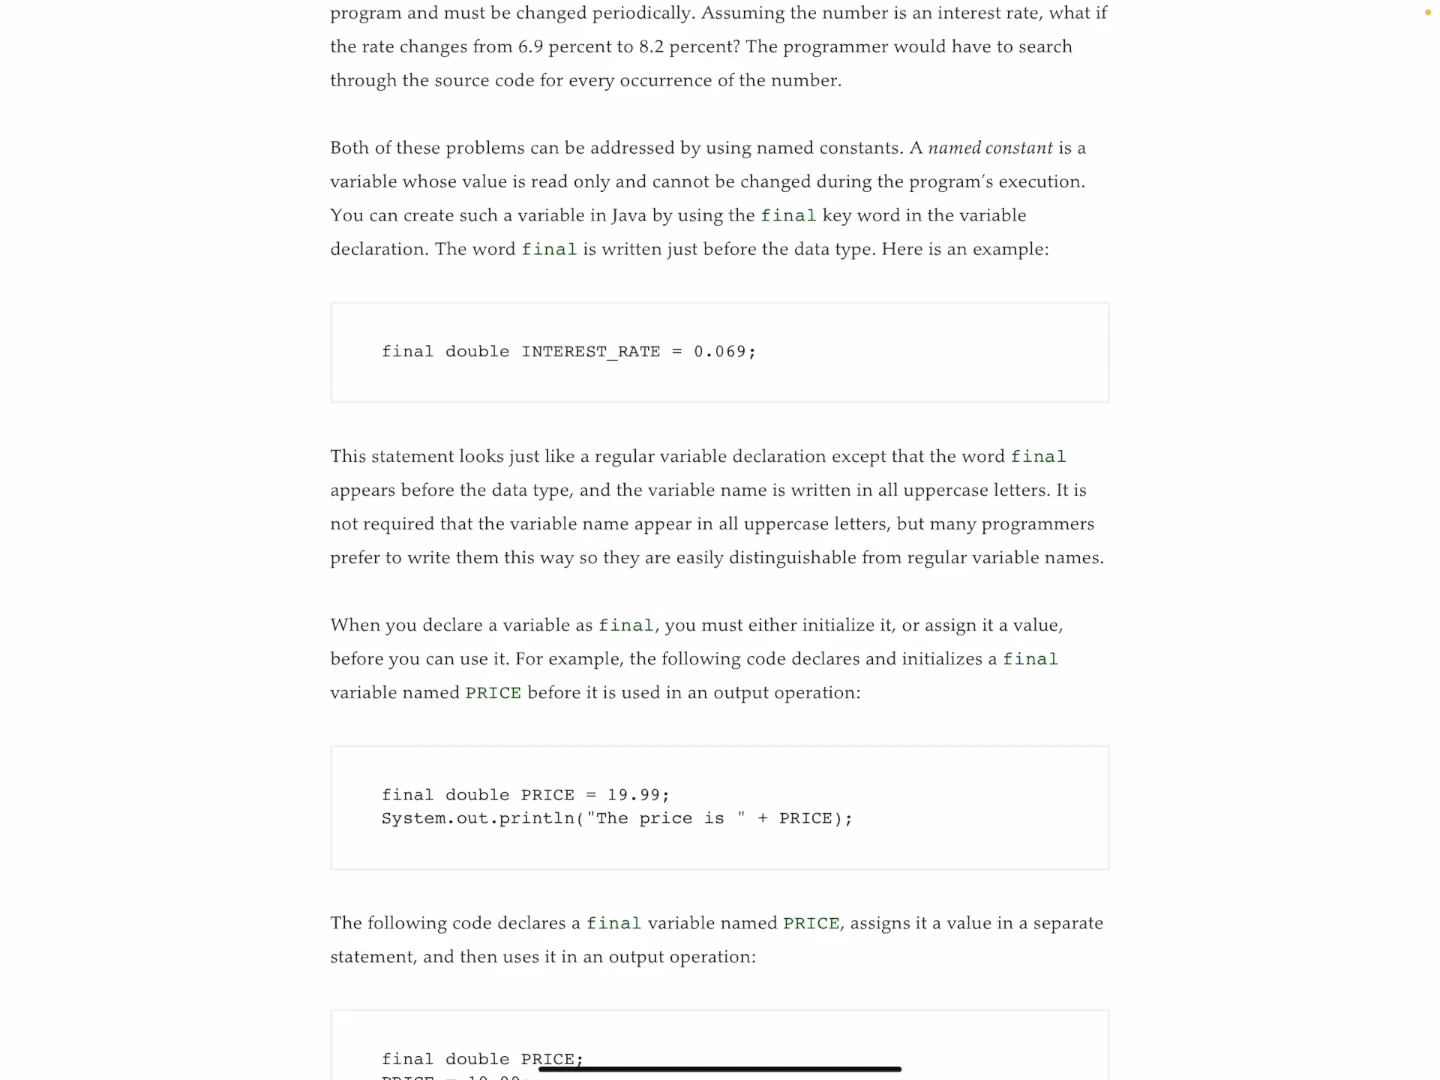 program and must be changed periodically. Assuming the number is an interest rate, what if
the rate changes from 6.9 percent to 8.2 percent? The programmer would have to search
through the source code for every occurrence of the number.
Both of these problems can be addressed by using named constants. A named constant is a
variable whose value is read only and cannot be changed during the program's execution.
You can create such a variable in Java by using the final key word in the variable
declaration. The word final is written just before the data type. Here is an example:
final double INTEREST_RATE = 0.069;
This statement looks just like a regular variable declaration except that the word final
appears before the data type, and the variable name is written in all uppercase letters. It is
not required that the variable name appear in all uppercase letters, but many programmers
prefer to write them this way so they are easily distinguishable from regular variable names.
When you declare a variable as final, you must either initialize it, or assign it a value,
before you can use it. For example, the following code declares and initializes a final
variable named PRICE before it is used in an output operation:
final double PRICE = 19.99;
System.out.println("The price is " + PRICE);
The following code declares a final variable named PRICE, assigns it a value in a separate
statement, and then uses it in an output operation:
final double PRICE;
PRICE = 19.99;